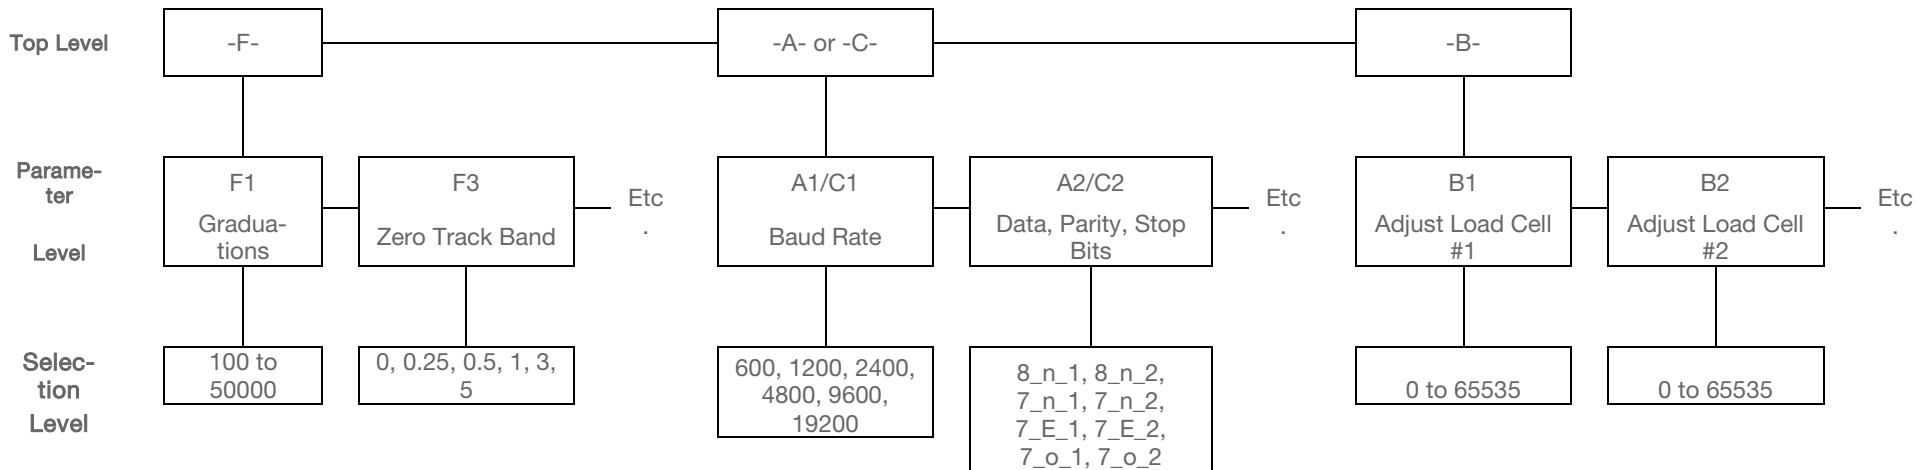 Top Level
-F-
-A- or -C-
-B-
Parame-
ter
Level
F1
Gradua-
tions
F3
Zero Track Band
Etc
.
A1/C1
Baud Rate
A2/C2
Data, Parity, Stop
Bits
Etc
.
B1
Adjust Load Cell
#1
B2
Adjust Load Cell
#2
Etc
.
Selec-
tion
Level
100 to
50000
0, 0.25, 0.5, 1, 3,
5
600, 1200, 2400,
4800, 9600,
19200
8_n_1, 8_n_2,
7_n_1, 7_n_2,
7_E_1, 7_E_2,
7_o_1, 7_o_2
0 to 65535
0 to 65535